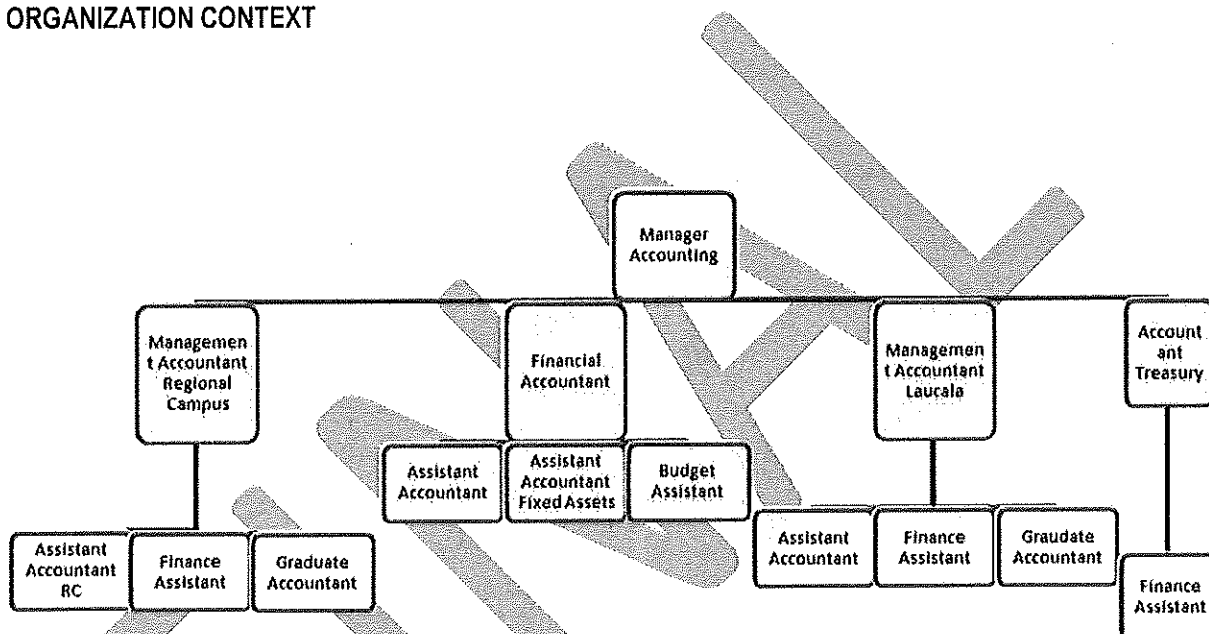 ORGANIZATION CONTEXT
Manager
Accounting
Managemen
t Accountant
Regional
Campus
Financial
Accountant
Managemen
t Accountant
Laucala
Account
ant
Treasury
Assistant
Accountant
RC
Finance
Assistant
Graduate
Accountant
Assistant
Accountant
Assistant
Accountant
Fixed Assets
Budget
Assistant
Assistant
Accountant
Finance
Assistant
Graudate
Accountant
Finance
Assistant